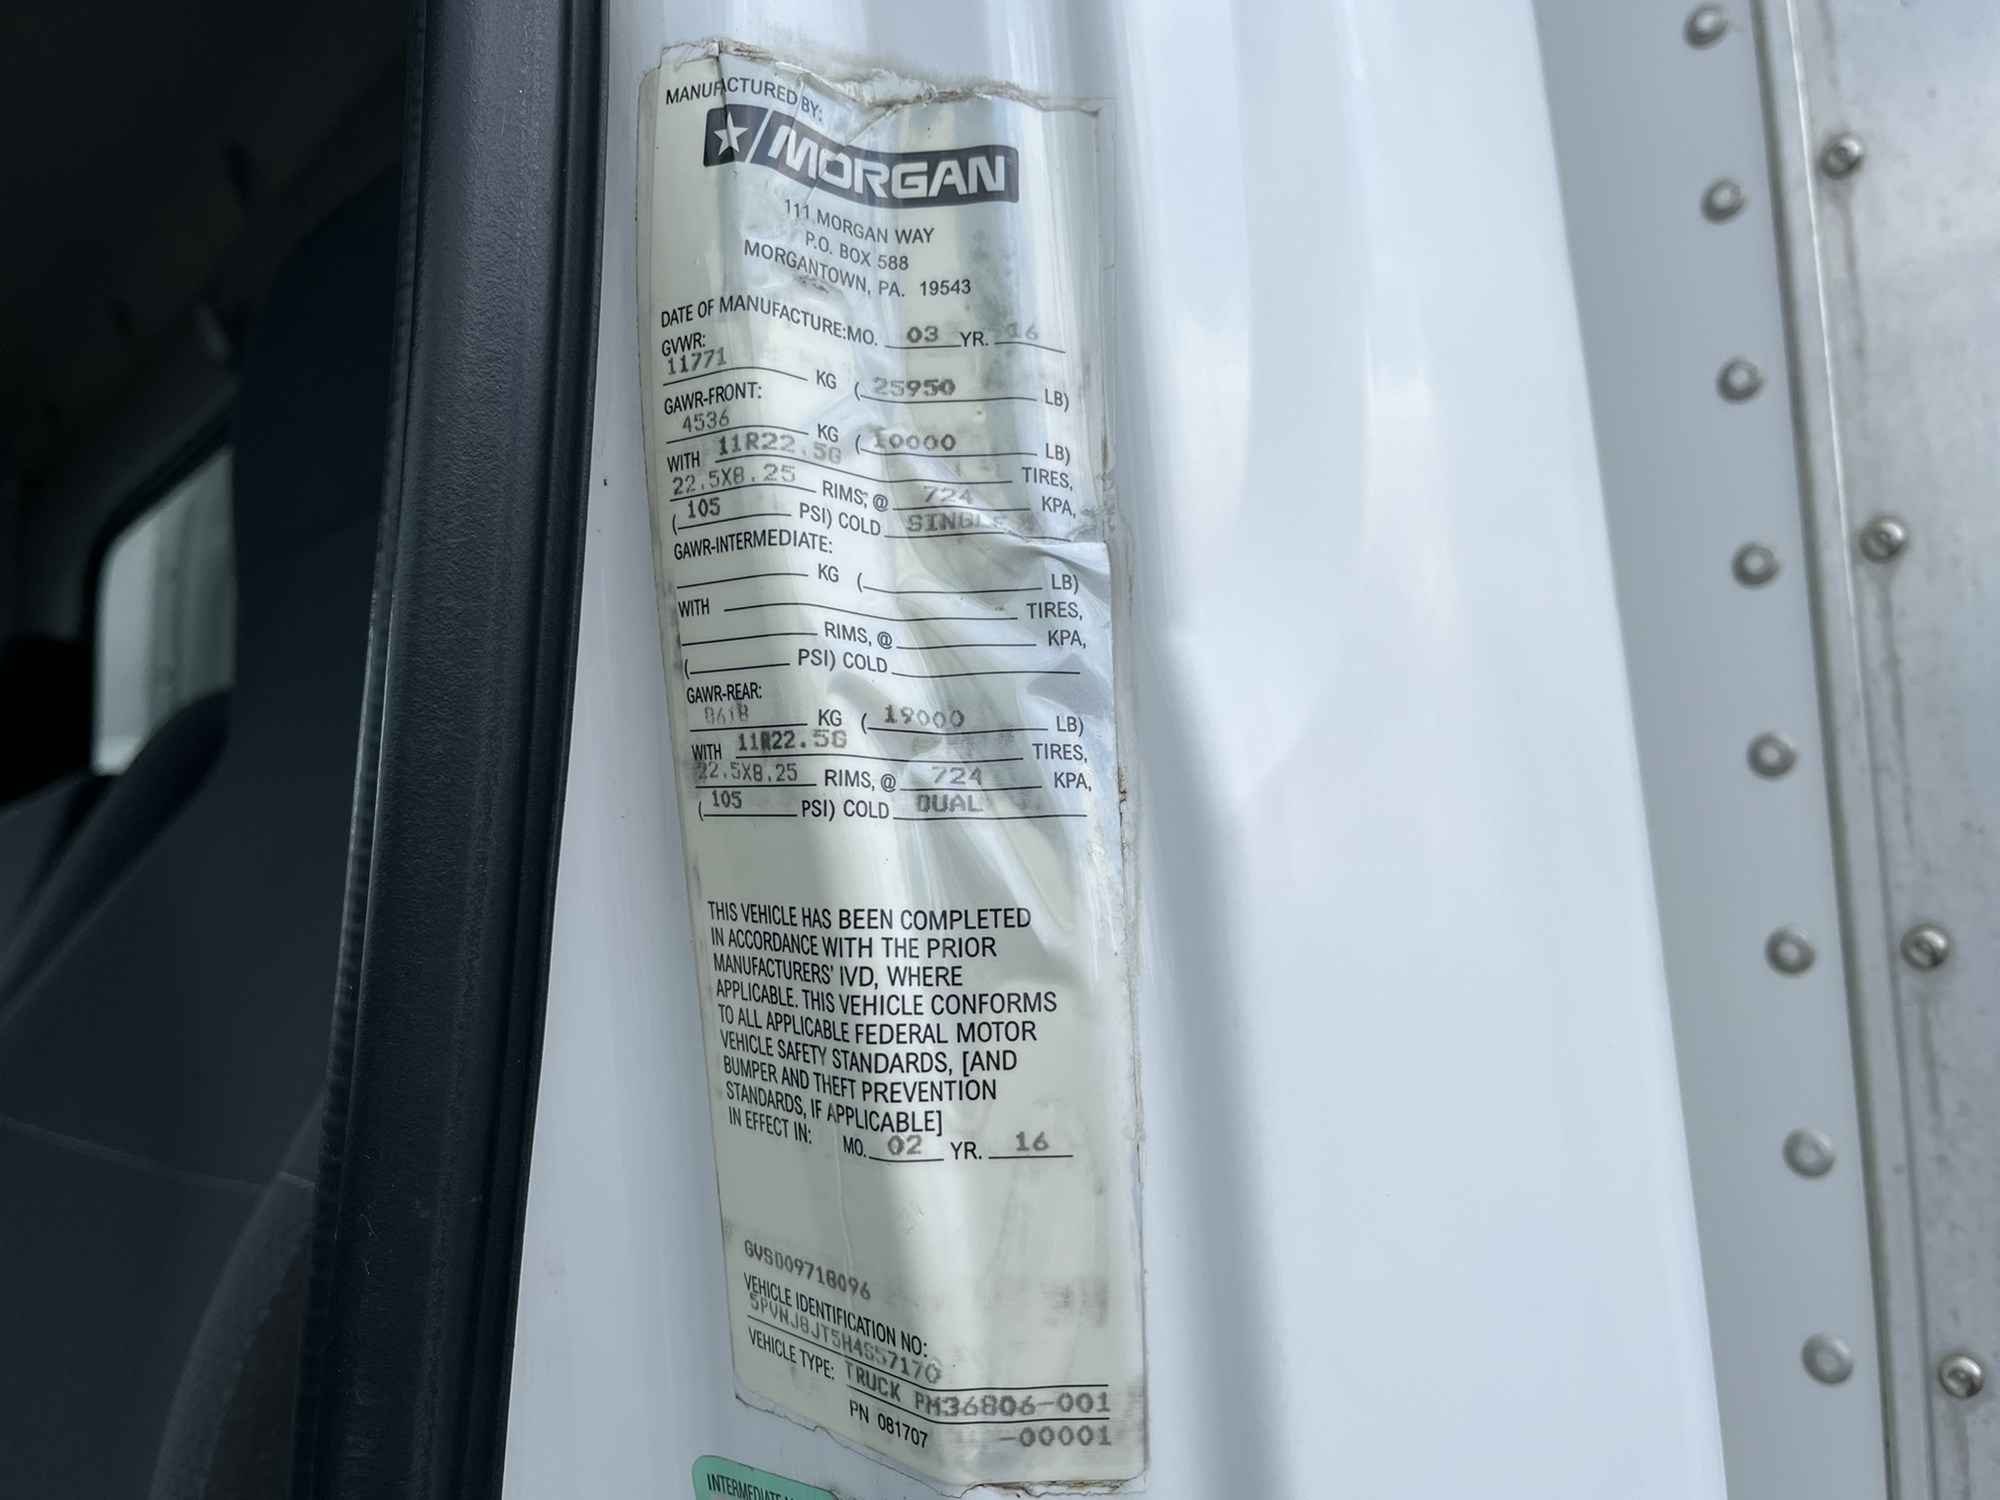 MANUFACTURED BY:
MORGAN
111 MORGAN WAY
P.O. BOX 588
MORGANTOWN, PA. 19543
DATE OF MANUFACTURE: MO. 03 YR. 16
GVWR:
11771 KG (25950 LB)
GAWR-FRONT:
4536 KG (10000 LB)
WITH 11R22.5G TIRES,
22.5X8.25 RIMS, @ 724 KPA,
(105 PSI) COLD SINGLE
GAWR-INTERMEDIATE:
KG ( LB)
WITH TIRES,
RIMS, @ KPA,
( PSI) COLD
GAWR-REAR:
8618 KG (19000 LB)
WITH 11R22.5G TIRES,
22.5X8.25 RIMS, @ 724 KPA,
(105 PSI) COLD DUAL
THIS VEHICLE HAS BEEN COMPLETED
IN ACCORDANCE WITH THE PRIOR
MANUFACTURERS' IVD, WHERE
APPLICABLE. THIS VEHICLE CONFORMS
TO ALL APPLICABLE FEDERAL MOTOR
VEHICLE SAFETY STANDARDS, [AND
BUMPER AND THEFT PREVENTION
STANDARDS, IF APPLICABLE]
IN EFFECT IN: MO. 02 YR. 16
GVSD09718096
VEHICLE IDENTIFICATION NO:
5PVNJ8JT5H4S57170
VEHICLE TYPE: TRUCK PM36806-001
PN 081707 -00001
INTERMEDIATE